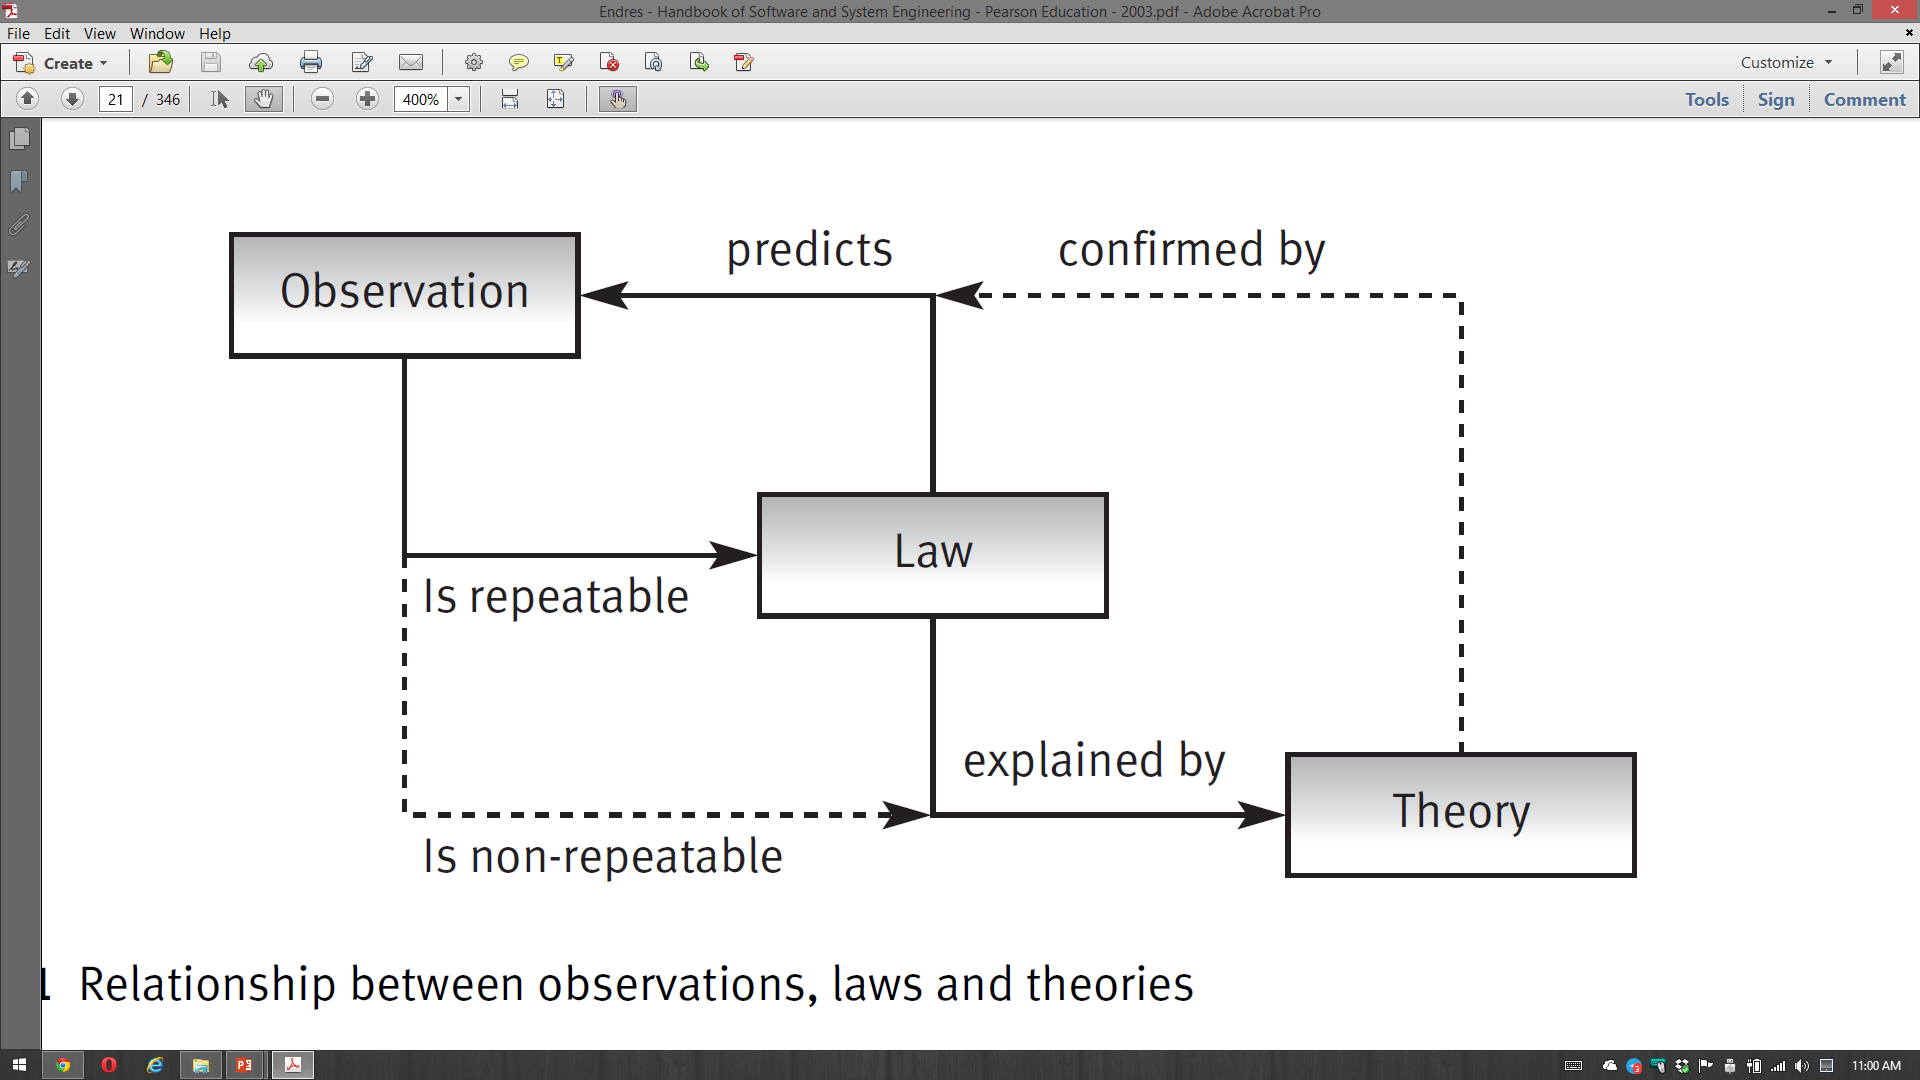 Endres - Handbook of Software and System Engineering - Pearson Education - 2003.pdf - Adobe Acrobat Pro
File Edit View Window Help
Create
Customize
21 / 346
400%
Tools Sign Comment
predicts
confirmed by
Observation
Law
Is repeatable
explained by
Theory
Is non-repeatable
1 Relationship between observations, laws and theories
11:00 AM